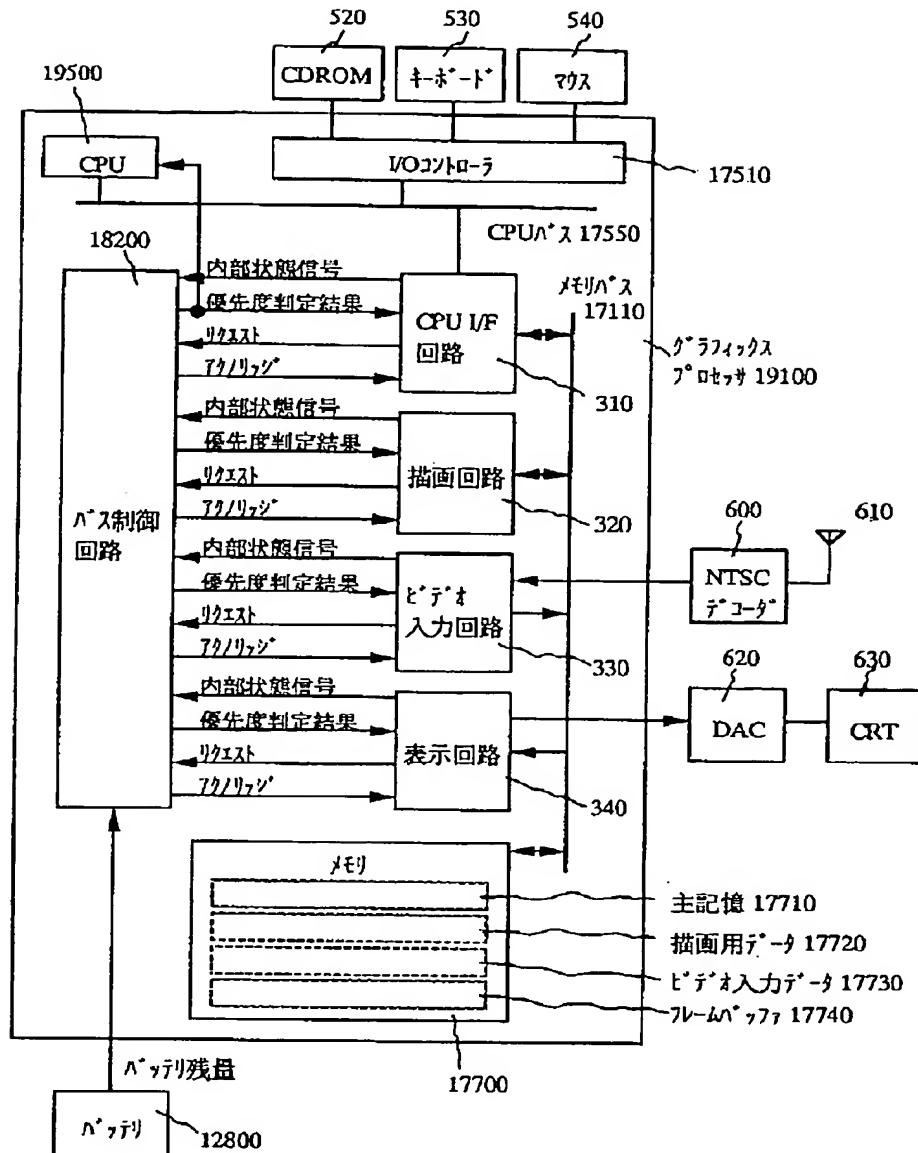 520
530
540
CDROM
キーボード
マウス
19500
CPU
I/Oコントローラ
17510
CPUバス 17550
18200
メモリバス
17110
内部状態信号
優先度判定結果
リクエスト
アクノリッジ
CPU I/F
回路
310
グラフィックス
プロセッサ 19100
内部状態信号
優先度判定結果
リクエスト
アクノリッジ
描画回路
320
バス制御
回路
内部状態信号
優先度判定結果
リクエスト
アクノリッジ
ビデオ
入力回路
330
600
610
NTSC
デコーダ
内部状態信号
優先度判定結果
リクエスト
アクノリッジ
表示回路
340
620
630
DAC
CRT
メモリ
主記憶 17710
描画用データ 17720
ビデオ入力データ 17730
フレームバッファ 17740
17700
バッテリ残量
バッテリ
12800